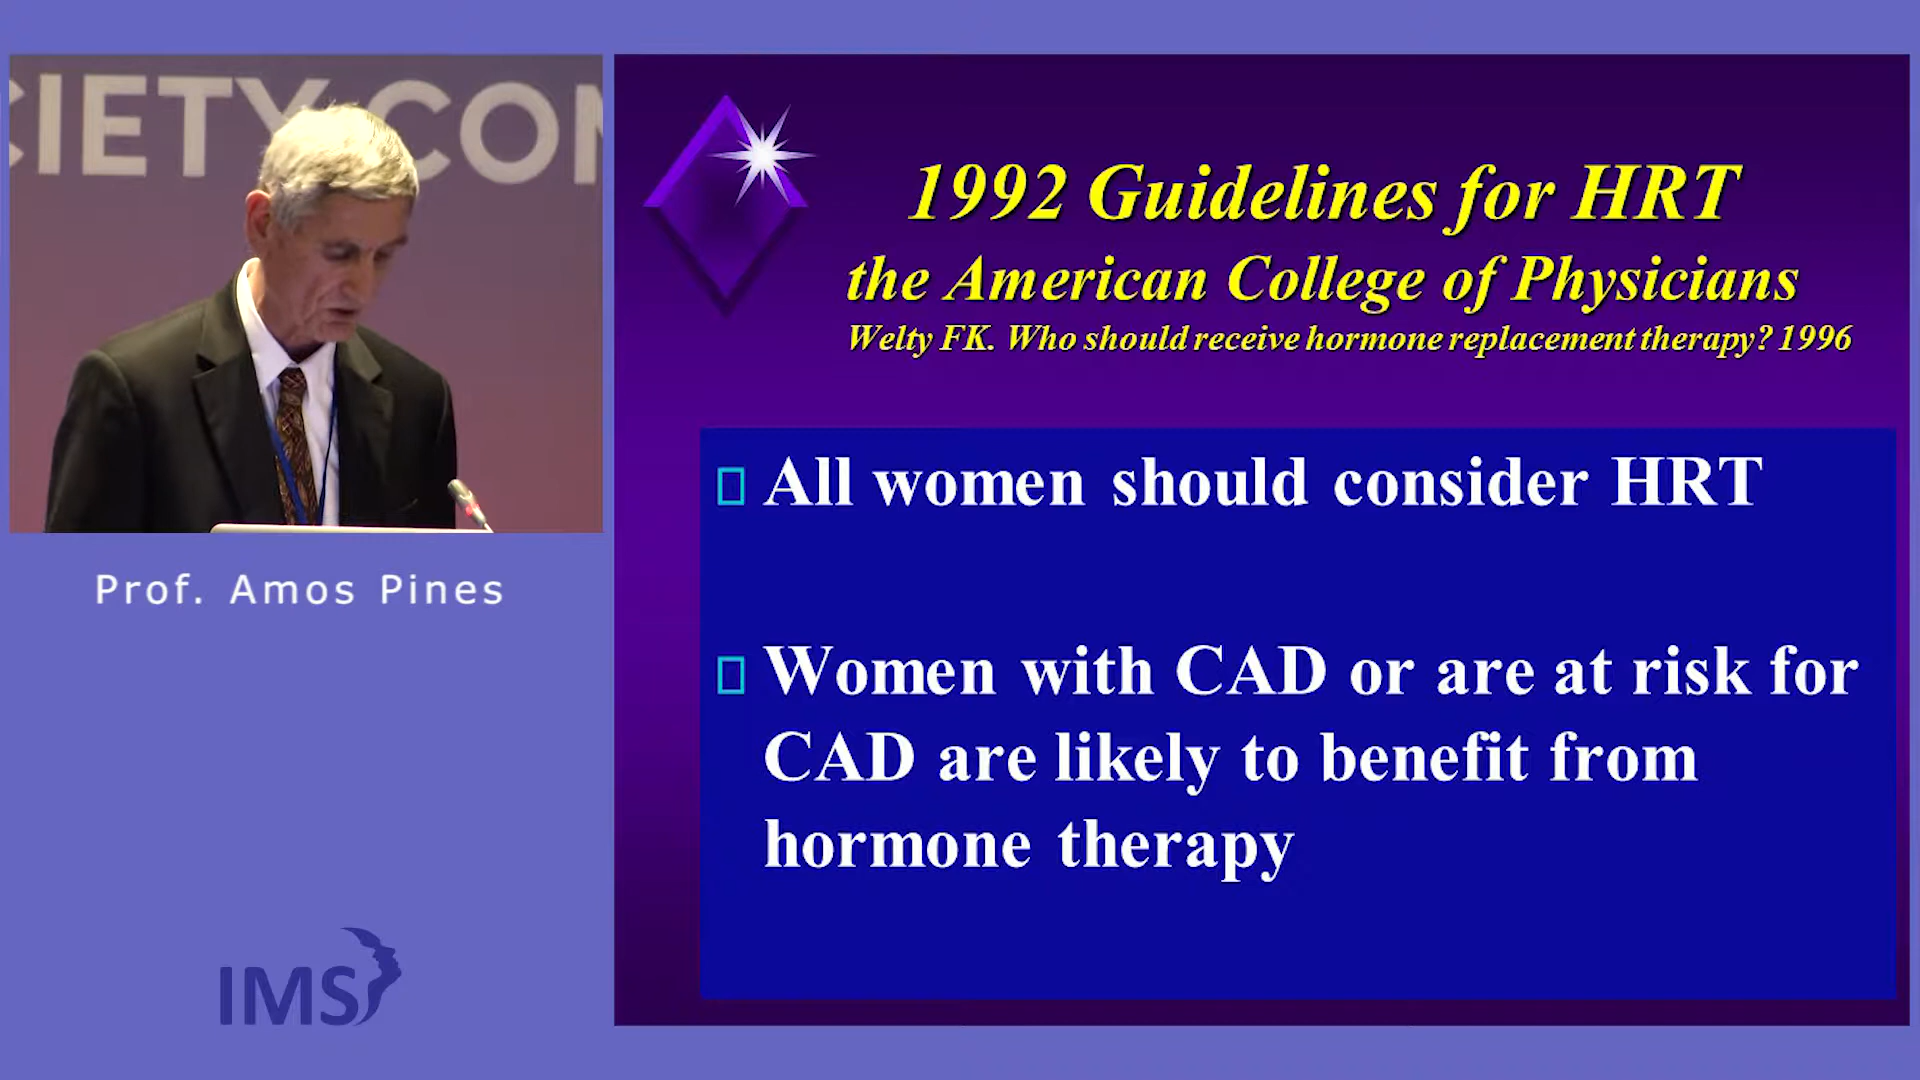 CIETY CON
Prof. Amos Pines
IMS
1992 Guidelines for HRT
the American College of Physicians
Welty FK. Who should receive hormone replacement therapy? 1996
All women should consider HRT
Women with CAD or are at risk for
CAD are likely to benefit from
hormone therapy